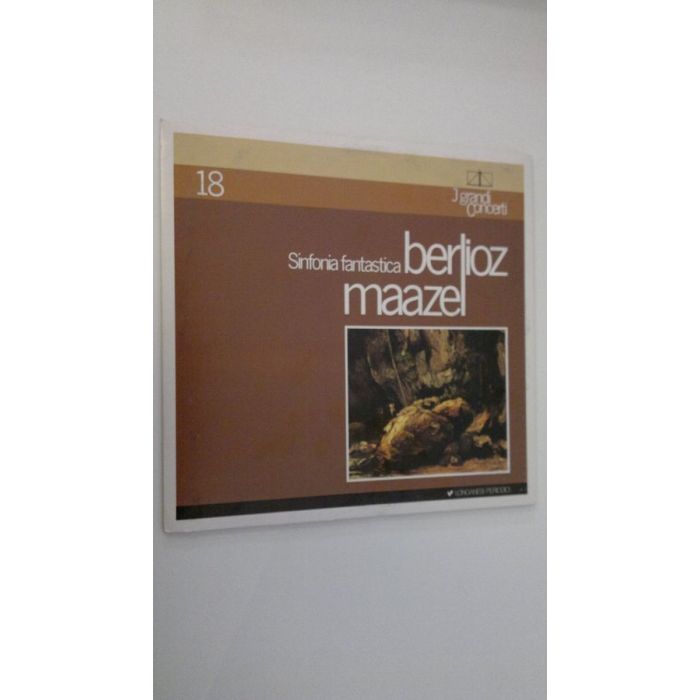 18
I grandi
Concerti
Sinfonia fantastica berlioz
maazel
LONGANESI PERIODICI